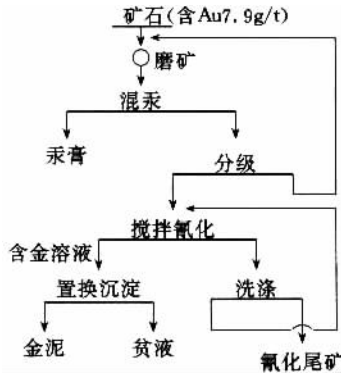 矿石(含Au7.9g/t)
磨矿
混汞
汞膏
分级
搅拌氰化
含金溶液
置换沉淀
洗涤
金泥
贫液
氰化尾矿